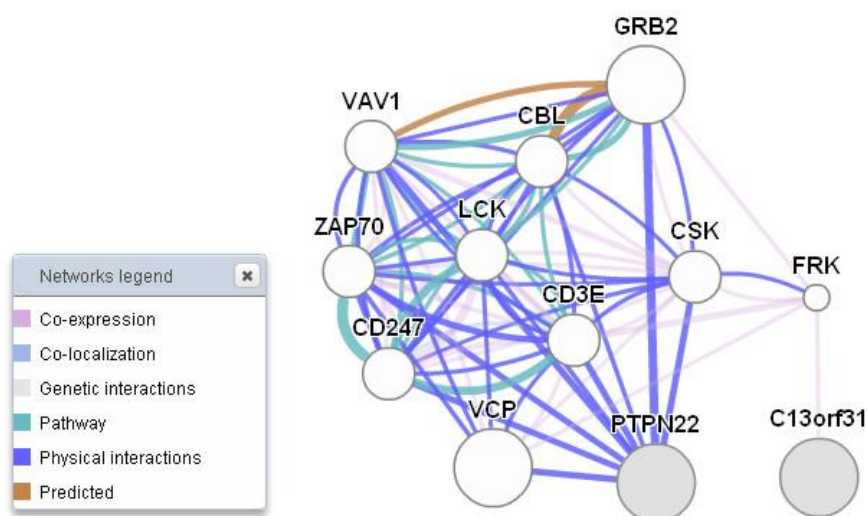 GRB2
VAV1
CBL
ZAP70
LCK
CSK
FRK
CD3E
CD247
VCP
PTPN22
C13orf31
Networks legend
Co-expression
Co-localization
Genetic interactions
Pathway
Physical interactions
Predicted